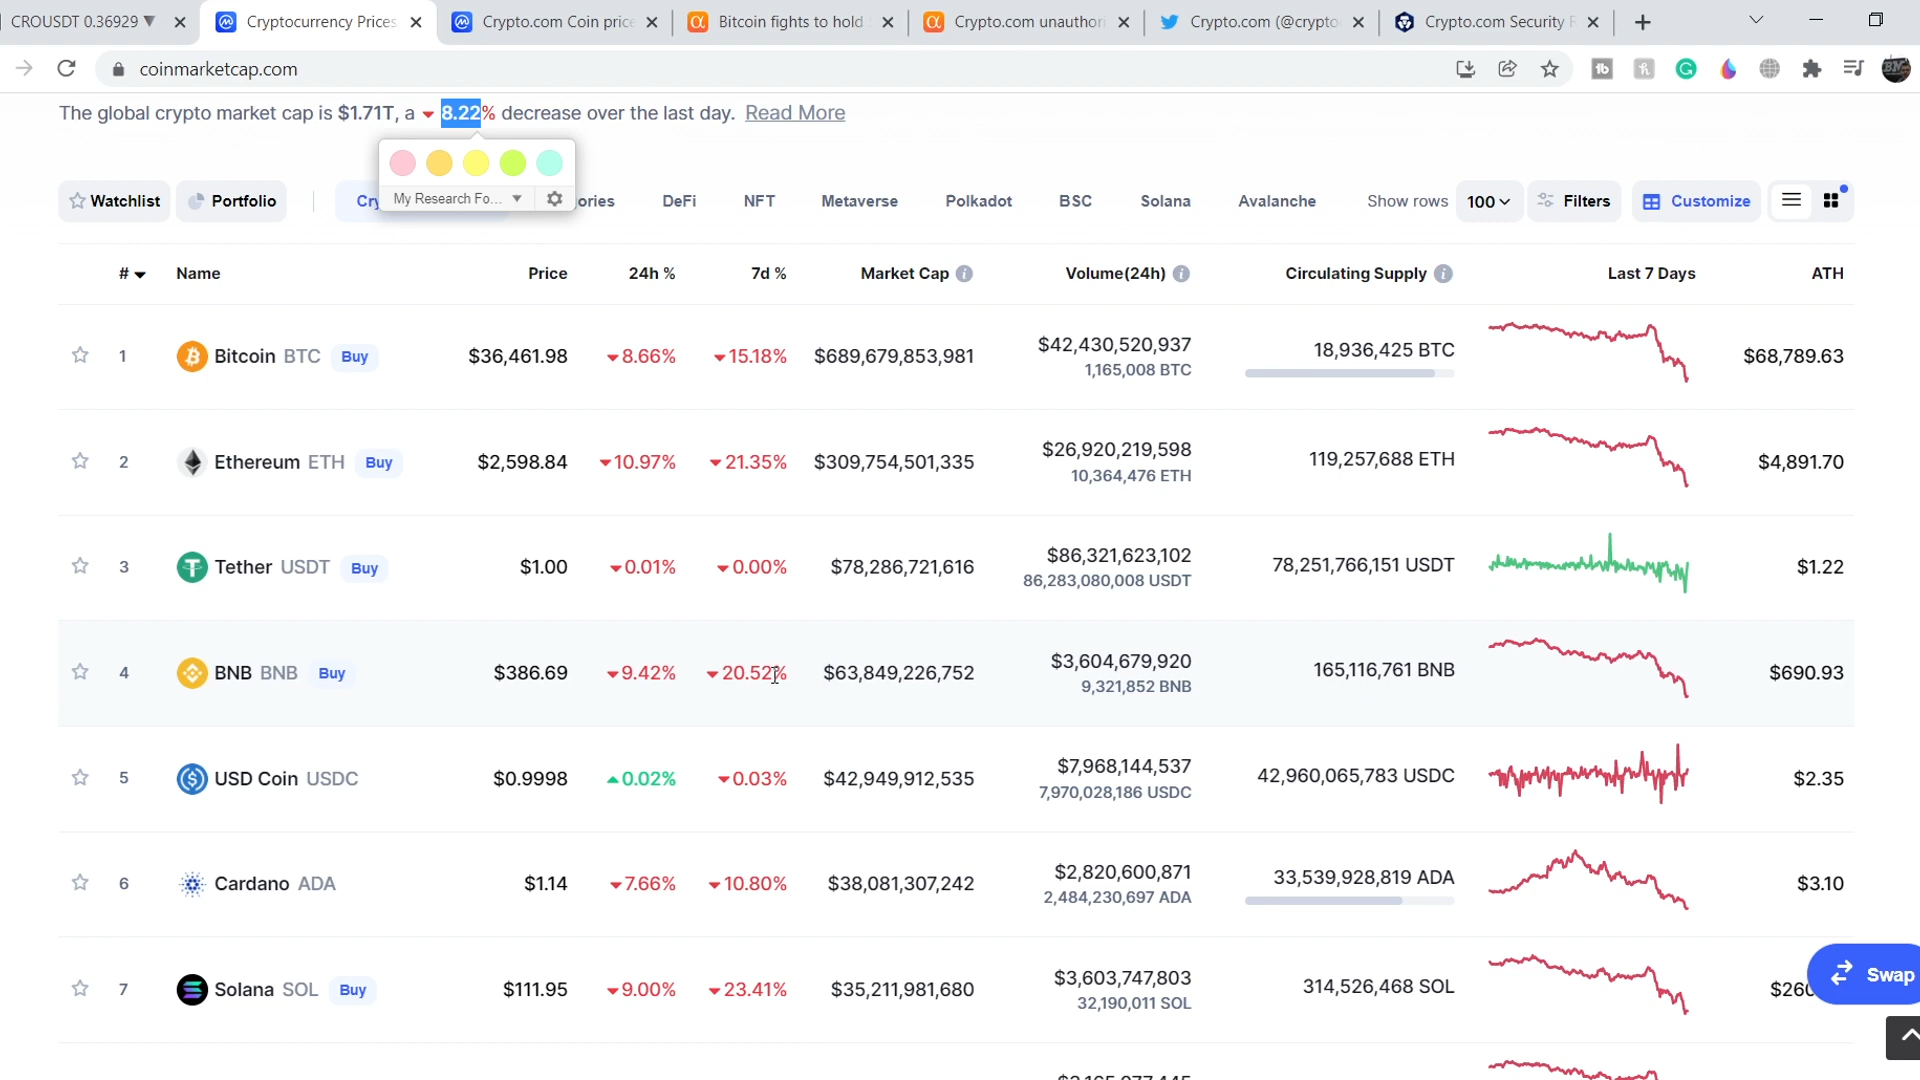 CROUSDT 0.36929 ▼
Cryptocurrency Prices
Crypto.com Coin price
Bitcoin fights to hold
Crypto.com unauthori
Crypto.com (@crypto
Crypto.com Security
coinmarketcap.com
The global crypto market cap is $1.71T, a ▼ 8.22% decrease over the last day. Read More
My Research Fo... ▼
Watchlist Portfolio Cry ories DeFi NFT Metaverse Polkadot BSC Solana Avalanche Show rows 100 Filters Customize
# Name Price 24h % 7d % Market Cap Volume(24h) Circulating Supply Last 7 Days ATH
1 Bitcoin BTC Buy $36,461.98 ▼8.66% ▼15.18% $689,679,853,981 $42,430,520,937 18,936,425 BTC $68,789.63
1,165,008 BTC
2 Ethereum ETH Buy $2,598.84 ▼10.97% ▼21.35% $309,754,501,335 $26,920,219,598 119,257,688 ETH $4,891.70
10,364,476 ETH
3 Tether USDT Buy $1.00 ▼0.01% ▼0.00% $78,286,721,616 $86,321,623,102 78,251,766,151 USDT $1.22
86,283,080,008 USDT
4 BNB BNB Buy $386.69 ▼9.42% ▼20.52% $63,849,226,752 $3,604,679,920 165,116,761 BNB $690.93
9,321,852 BNB
5 USD Coin USDC $0.9998 ▲0.02% ▼0.03% $42,949,912,535 $7,968,144,537 42,960,065,783 USDC $2.35
7,970,028,186 USDC
6 Cardano ADA $1.14 ▼7.66% ▼10.80% $38,081,307,242 $2,820,600,871 33,539,928,819 ADA $3.10
2,484,230,697 ADA
7 Solana SOL Buy $111.95 ▼9.00% ▼23.41% $35,211,981,680 $3,603,747,803 314,526,468 SOL $260
32,190,011 SOL
Swap